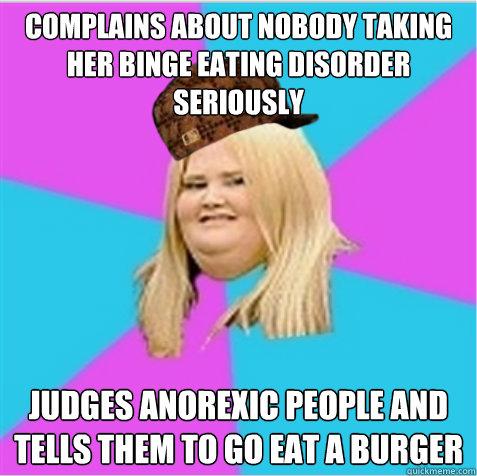 COMPLAINS ABOUT NOBODY TAKING
HER BINGE EATING DISORDER
SERIOUSLY
JUDGES ANOREXIC PEOPLE AND
TELLS THEM TO GO EAT A BURGER
quickmeme.com